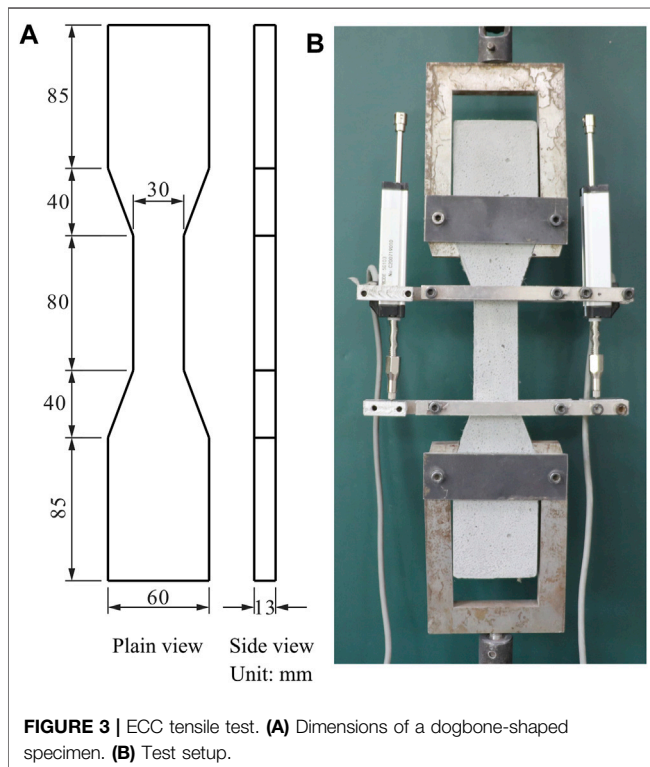 A
B
85
40
30
80
40
85
60
13
Plain view
Side view
Unit: mm
FIGURE 3 | ECC tensile test. (A) Dimensions of a dogbone-shaped
specimen. (B) Test setup.